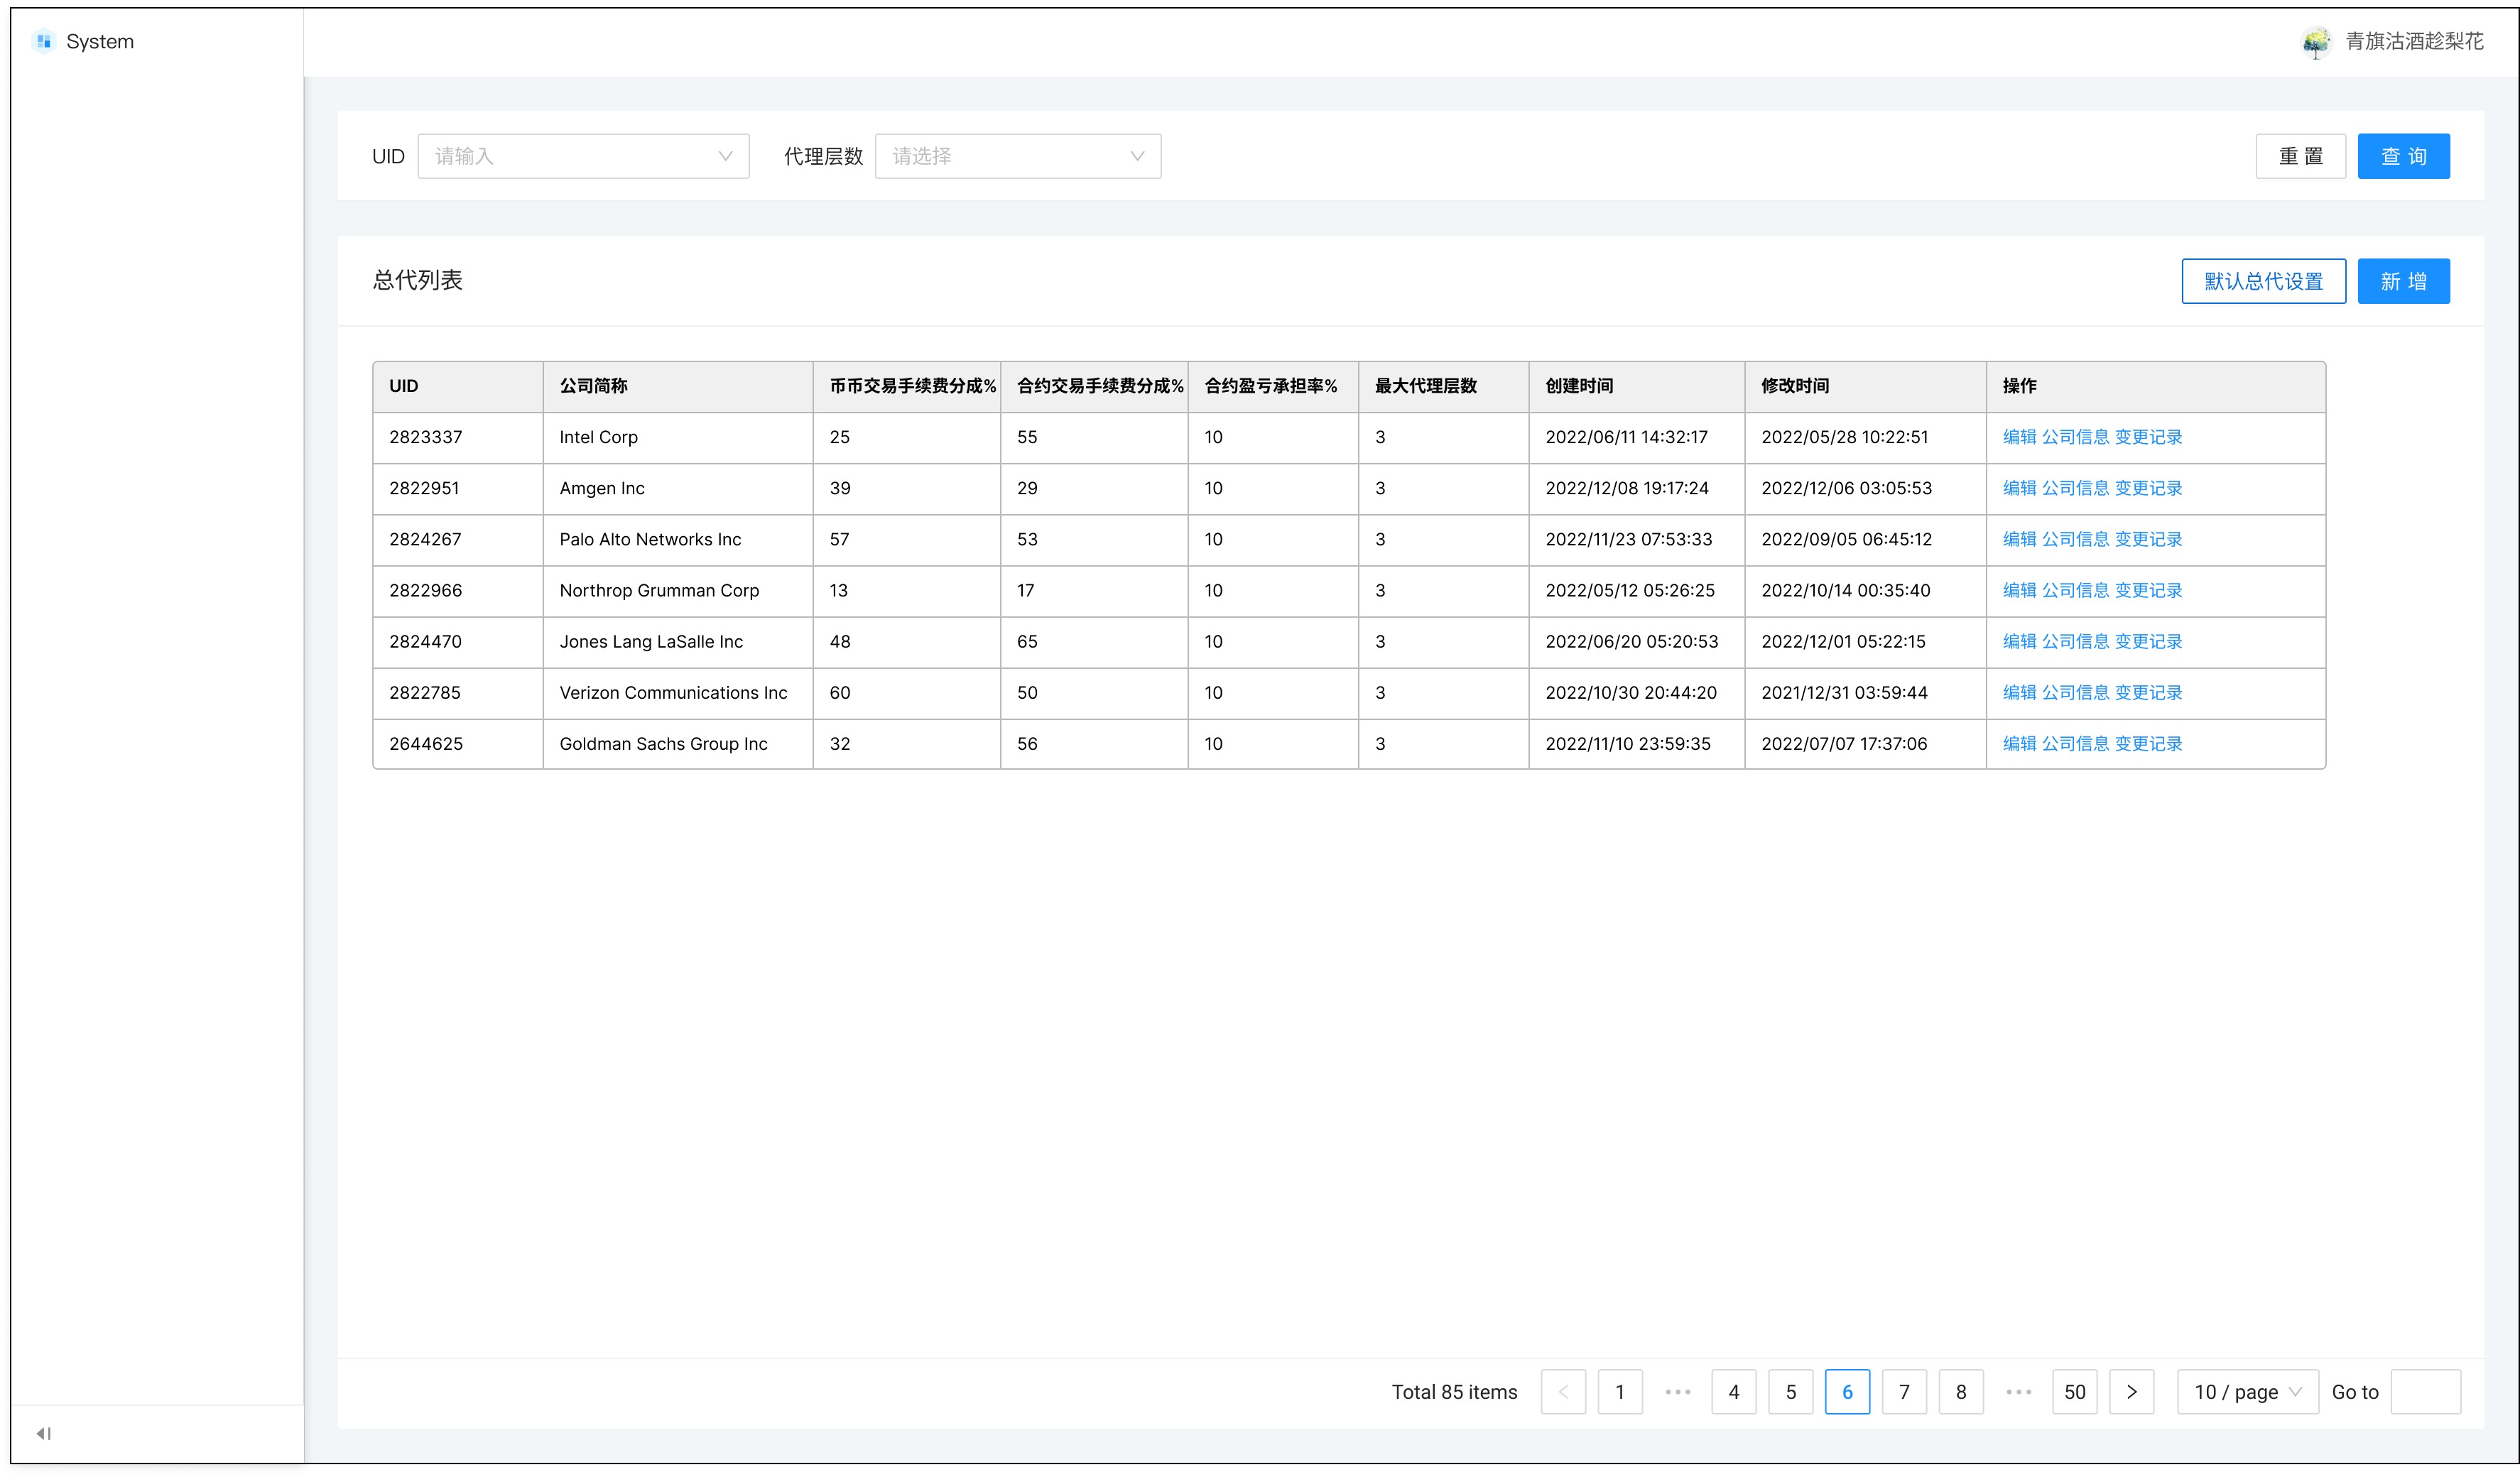 System
青旗沽酒趁梨花
UID 请输入 代理层数 请选择 重置 查询
总代列表 默认总代设置 新增
UID 公司简称 币币交易手续费分成% 合约交易手续费分成% 合约盈亏承担率% 最大代理层数 创建时间 修改时间 操作
2823337 Intel Corp 25 55 10 3 2022/06/11 14:32:17 2022/05/28 10:22:51 编辑 公司信息 变更记录
2822951 Amgen Inc 39 29 10 3 2022/12/08 19:17:24 2022/12/06 03:05:53 编辑 公司信息 变更记录
2824267 Palo Alto Networks Inc 57 53 10 3 2022/11/23 07:53:33 2022/09/05 06:45:12 编辑 公司信息 变更记录
2822966 Northrop Grumman Corp 13 17 10 3 2022/05/12 05:26:25 2022/10/14 00:35:40 编辑 公司信息 变更记录
2824470 Jones Lang LaSalle Inc 48 65 10 3 2022/06/20 05:20:53 2022/12/01 05:22:15 编辑 公司信息 变更记录
2822785 Verizon Communications Inc 60 50 10 3 2022/10/30 20:44:20 2021/12/31 03:59:44 编辑 公司信息 变更记录
2644625 Goldman Sachs Group Inc 32 56 10 3 2022/11/10 23:59:35 2022/07/07 17:37:06 编辑 公司信息 变更记录
Total 85 items < 1 ••• 4 5 6 7 8 ••• 50 > 10 / page Go to